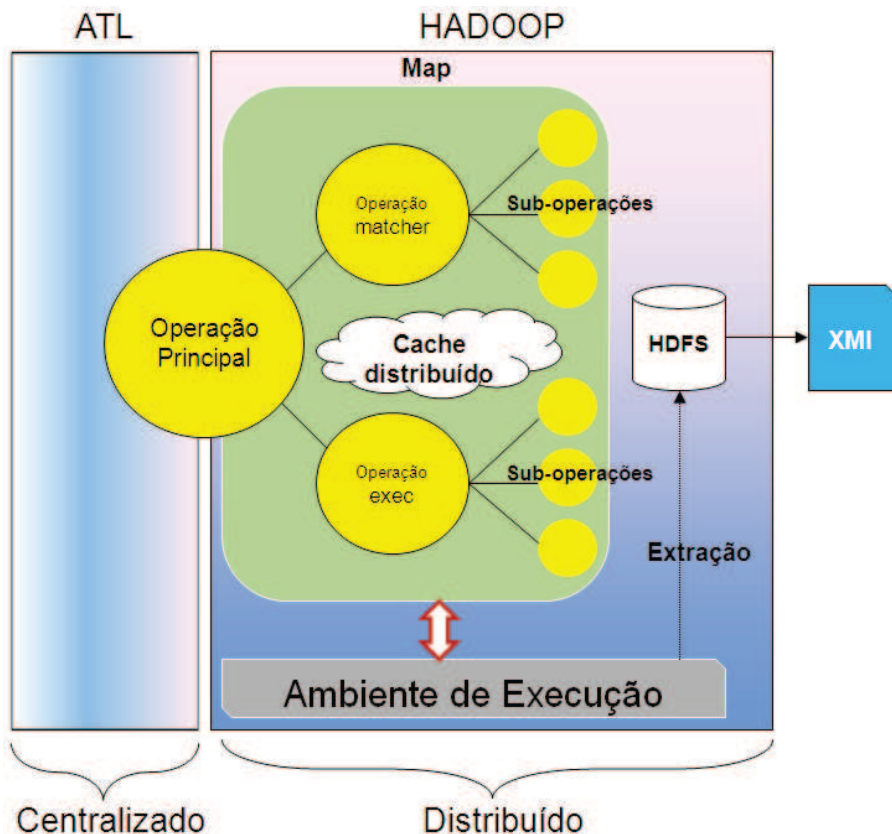 ATL
HADOOP
Map
Operação
matcher
Sub-operações
Operação
Principal
Cache
distribuído
HDFS
XMI
Operação
exec
Sub-operações
Extração
Ambiente de Execução
Centralizado
Distribuído